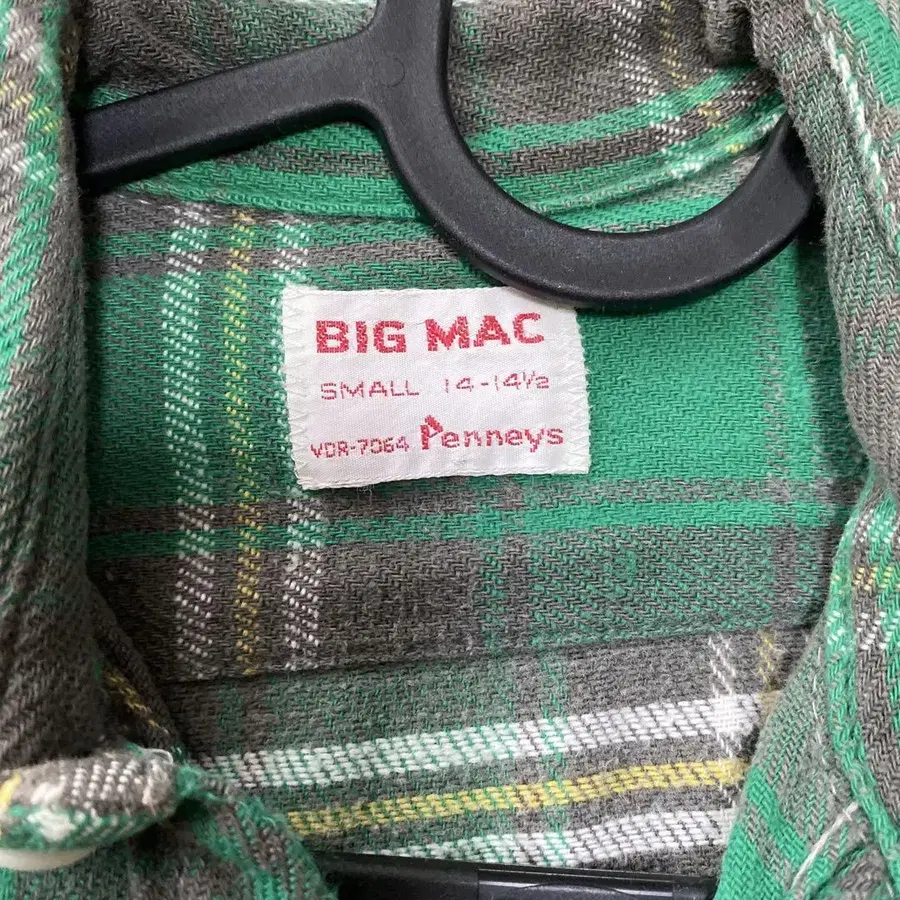 BIG MAC
SMALL 14-14½
VDR-7064 Penneys